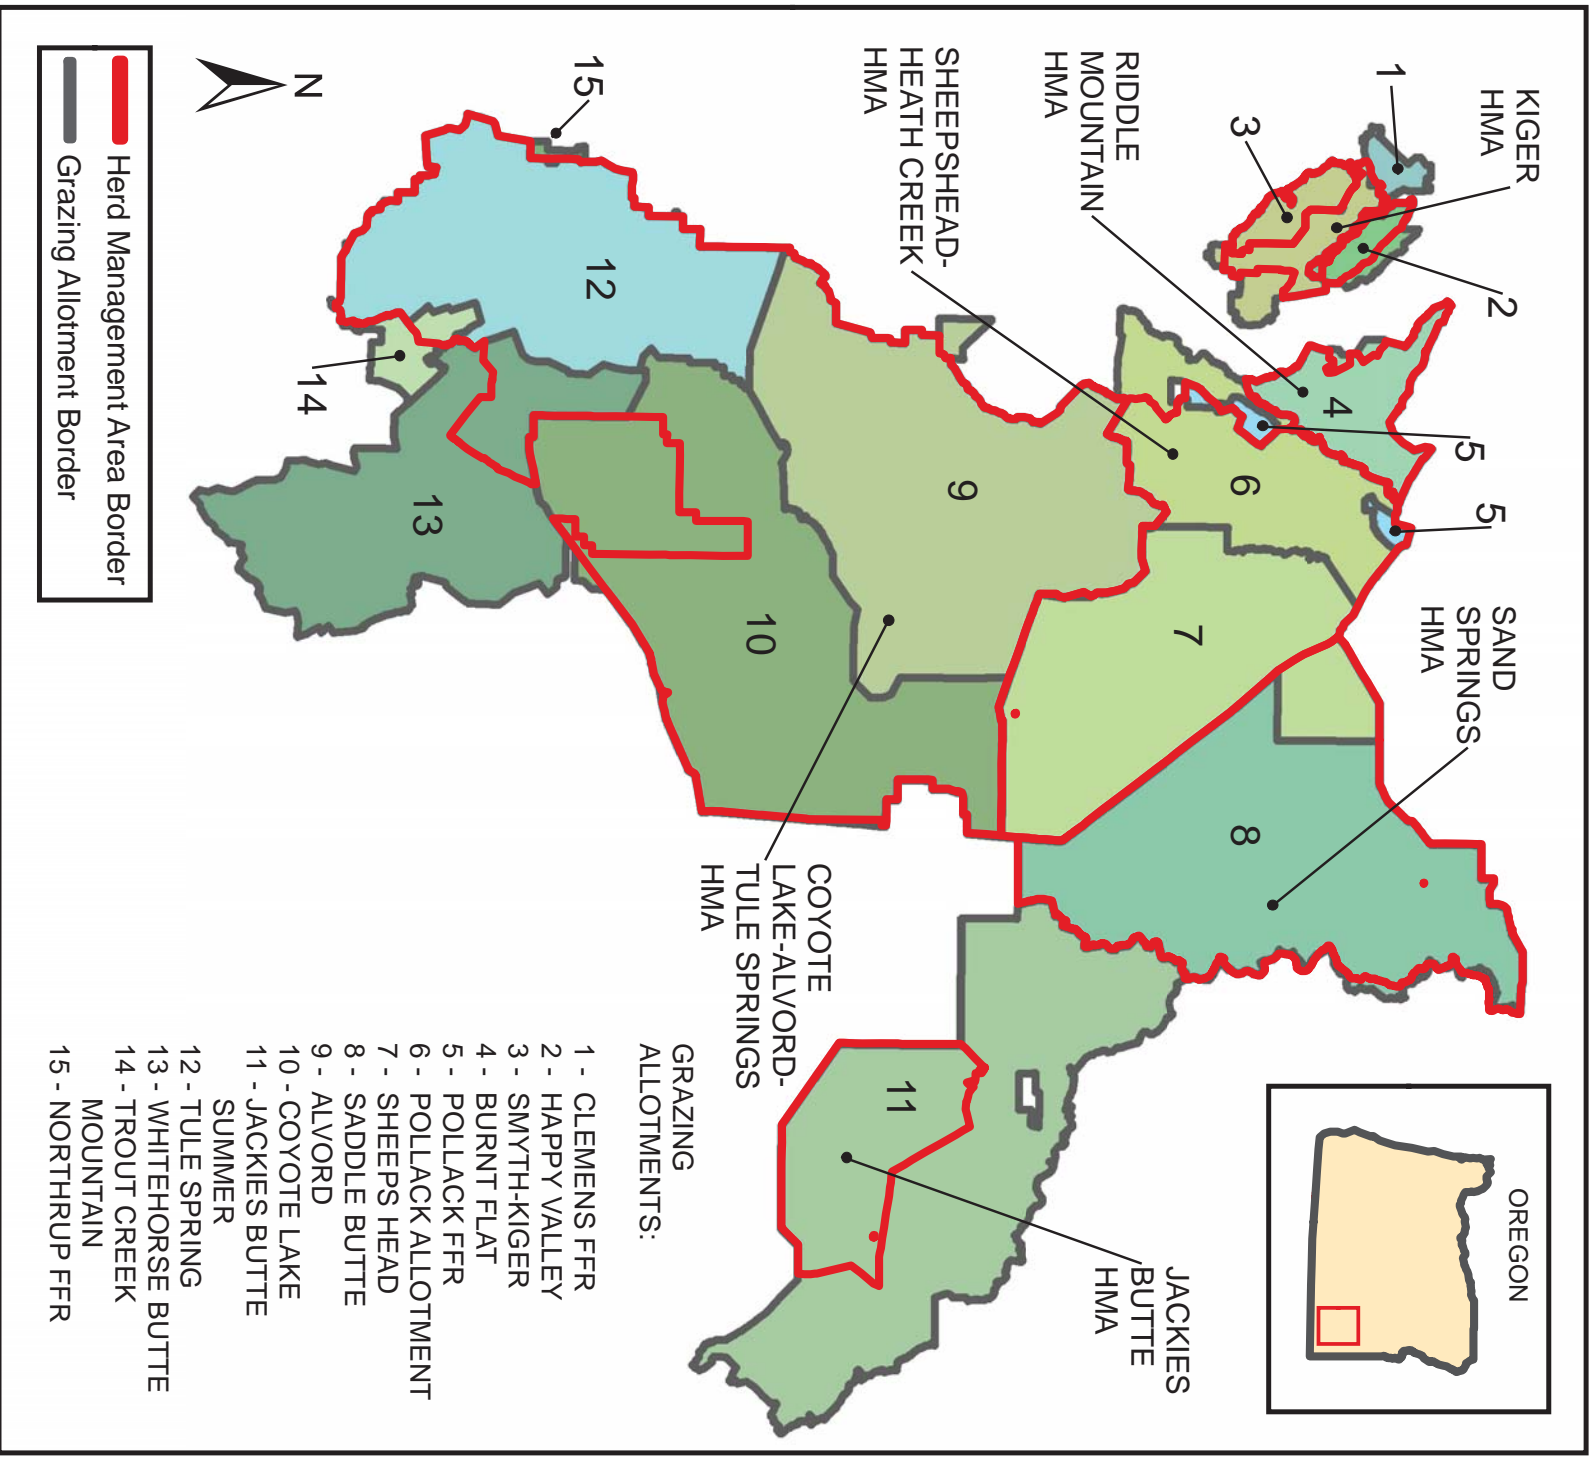 KIGER
HMA
1
3
2
RIDDLE
MOUNTAIN
HMA
4
5
5
SHEEPSHEAD-
HEATH CREEK
HMA
6
SAND
SPRINGS
HMA
7
8
9
15
12
10
14
13
COYOTE
LAKE-ALVORD-
TULE SPRINGS
HMA
11
JACKIES
BUTTE
HMA
OREGON
GRAZING
ALLOTMENTS:
1 - CLEMENS FFR
2 - HAPPY VALLEY
3 - SMYTH-KIGER
4 - BURNT FLAT
5 - POLLACK FFR
6 - POLLACK ALLOTMENT
7 - SHEEPS HEAD
8 - SADDLE BUTTE
9 - ALVORD
10 - COYOTE LAKE
11 - JACKIES BUTTE
SUMMER
12 - TULE SPRING
13 - WHITEHORSE BUTTE
14 - TROUT CREEK
MOUNTAIN
15 - NORTHRUP FFR
N
Herd Management Area Border
Grazing Allotment Border